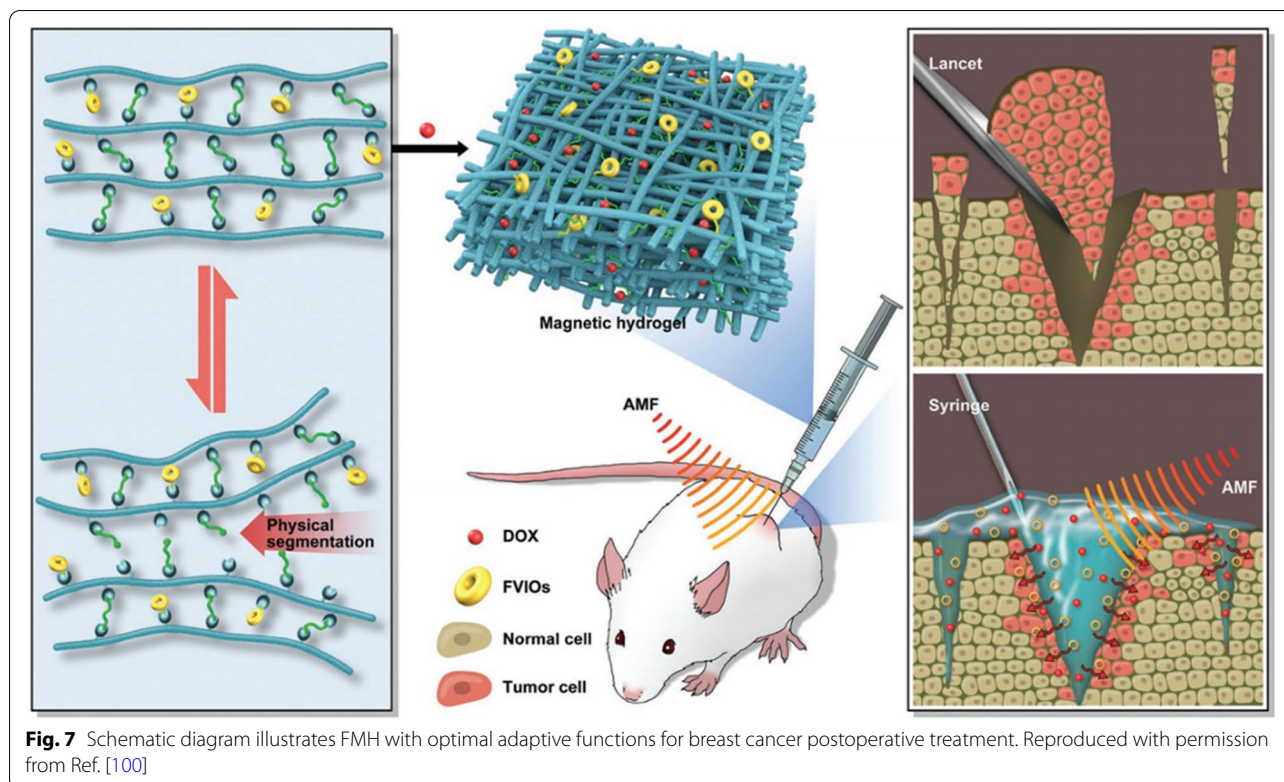 Physical
segmentation
Magnetic hydrogel
AMF
DOX
FVIOs
Normal cell
Tumor cell
Lancet
Syringe
AMF
Fig. 7 Schematic diagram illustrates FMH with optimal adaptive functions for breast cancer postoperative treatment. Reproduced with permission
from Ref. [100]